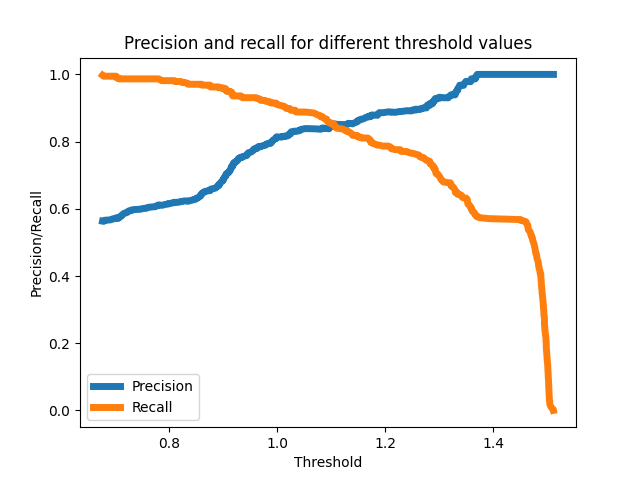 Precision and recall for different threshold values
Precision/Recall
1.0
0.8
0.6
0.4
0.2
0.0
Precision
Recall
0.8
1.0
1.2
1.4
Threshold